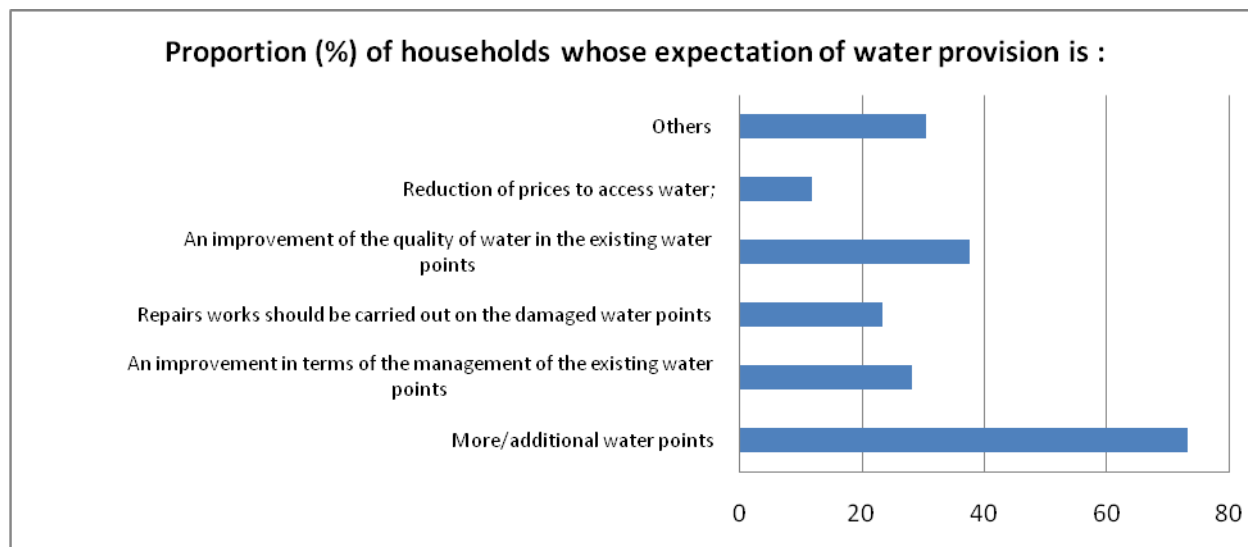 Proportion (%) of households whose expectation of water provision is :
Others
Reduction of prices to access water;
An improvement of the quality of water in the existing water
points
Repairs works should be carried out on the damaged water points
An improvement in terms of the management of the existing water
points
More/additional water points
0 20 40 60 80